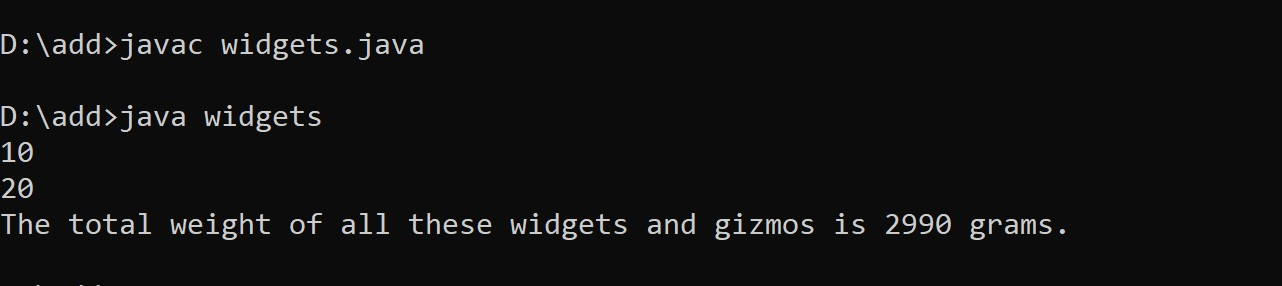 D:\add>javac widgets.java
D:\add>java widgets
10
20
The total weight of all these widgets and gizmos is 2990 grams.